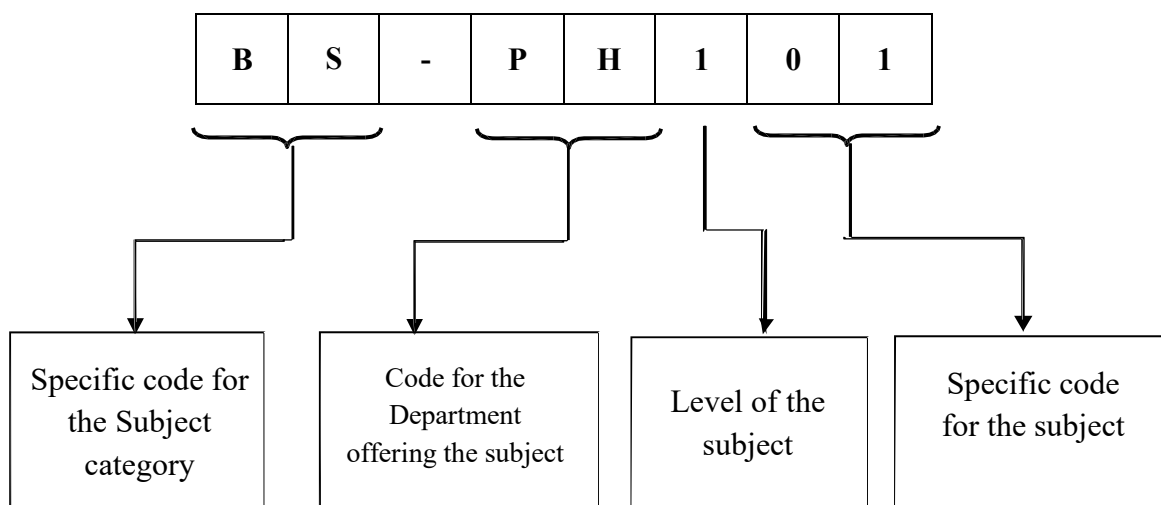 B S - P H 1 0 1
Specific code for
the Subject
category
Code for the
Department
offering the subject
Level of the
subject
Specific code
for the subject